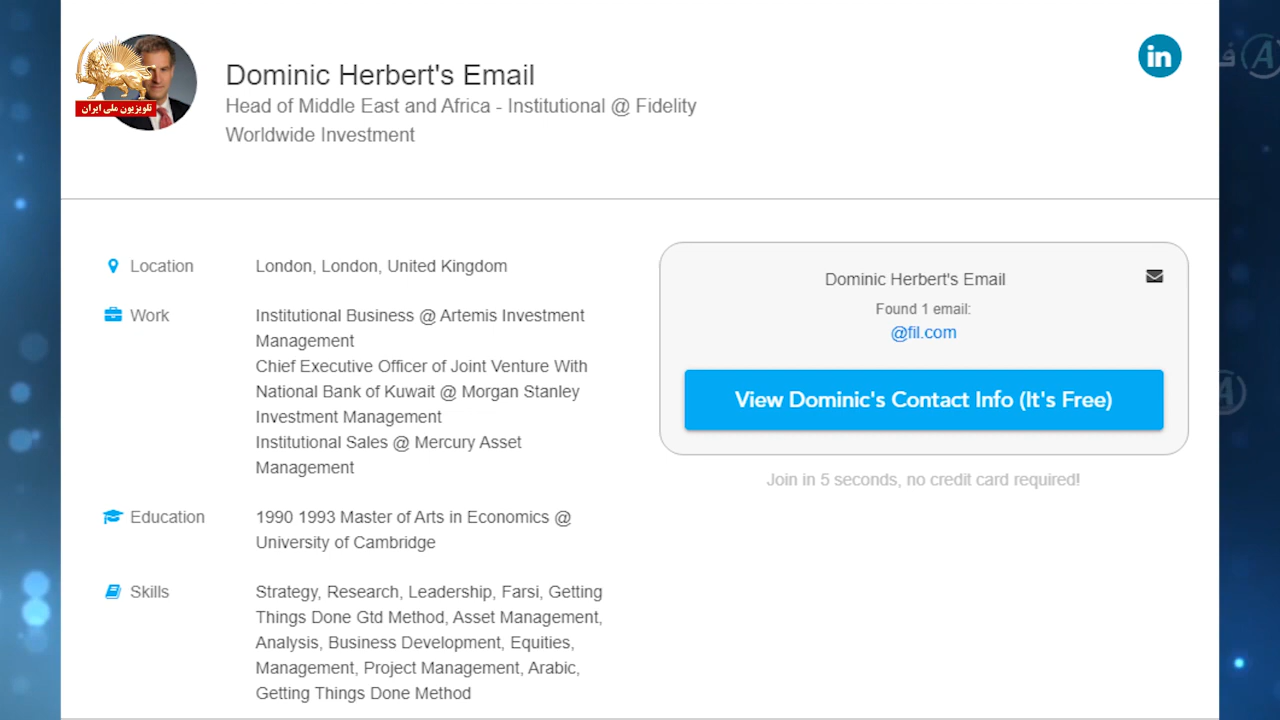 تلویزیون ملی ایران
Dominic Herbert's Email
Head of Middle East and Africa - Institutional @ Fidelity
Worldwide Investment
in
Location
London, London, United Kingdom
Work
Institutional Business @ Artemis Investment
Management
Chief Executive Officer of Joint Venture With
National Bank of Kuwait @ Morgan Stanley
Investment Management
Institutional Sales @ Mercury Asset
Management
Education
1990 1993 Master of Arts in Economics @
University of Cambridge
Skills
Strategy, Research, Leadership, Farsi, Getting
Things Done Gtd Method, Asset Management,
Analysis, Business Development, Equities,
Management, Project Management, Arabic,
Getting Things Done Method
Dominic Herbert's Email
Found 1 email:
@fil.com
View Dominic's Contact Info (It's Free)
Join in 5 seconds, no credit card required!
A
A